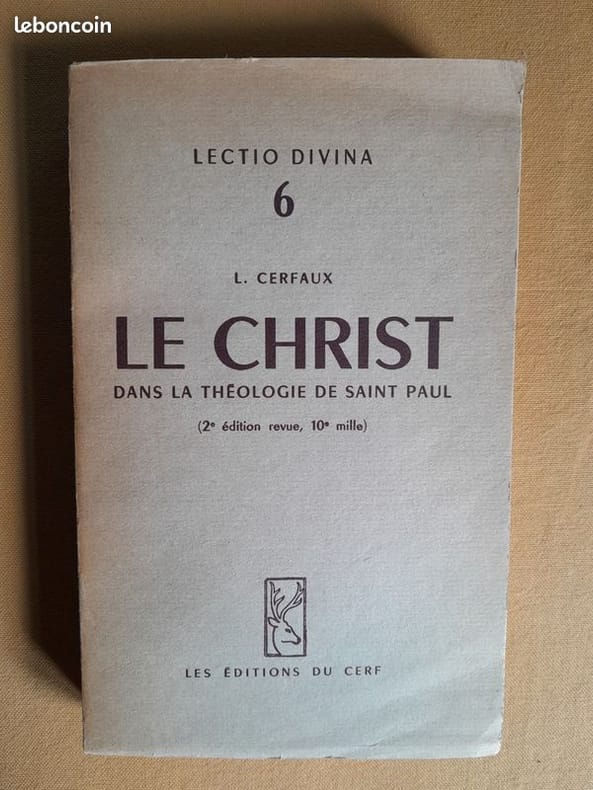 leboncoin
LECTIO DIVINA
6
L. CERFAUX
LE CHRIST
DANS LA THÉOLOGIE DE SAINT PAUL
(2e édition revue, 10e mille)
LES ÉDITIONS DU CERF